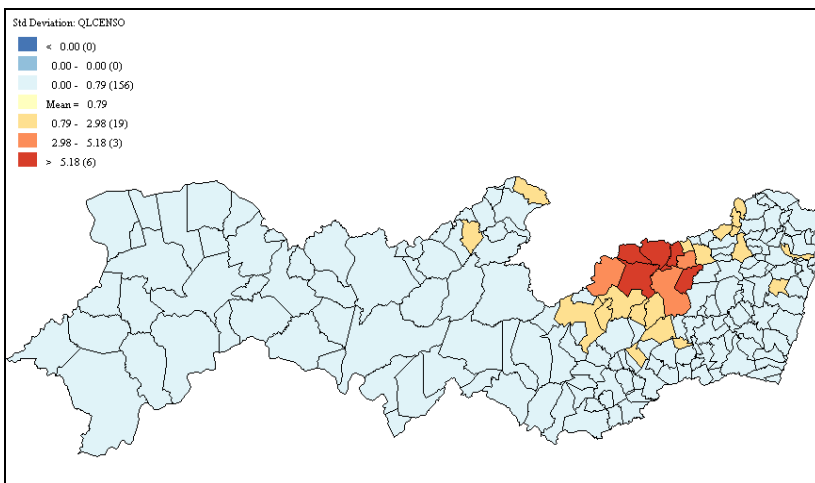 Std Deviation: QLCENSO
< 0.00 (0)
0.00 - 0.00 (0)
0.00 - 0.79 (156)
Mean = 0.79
0.79 - 2.98 (19)
2.98 - 5.18 (3)
> 5.18 (6)